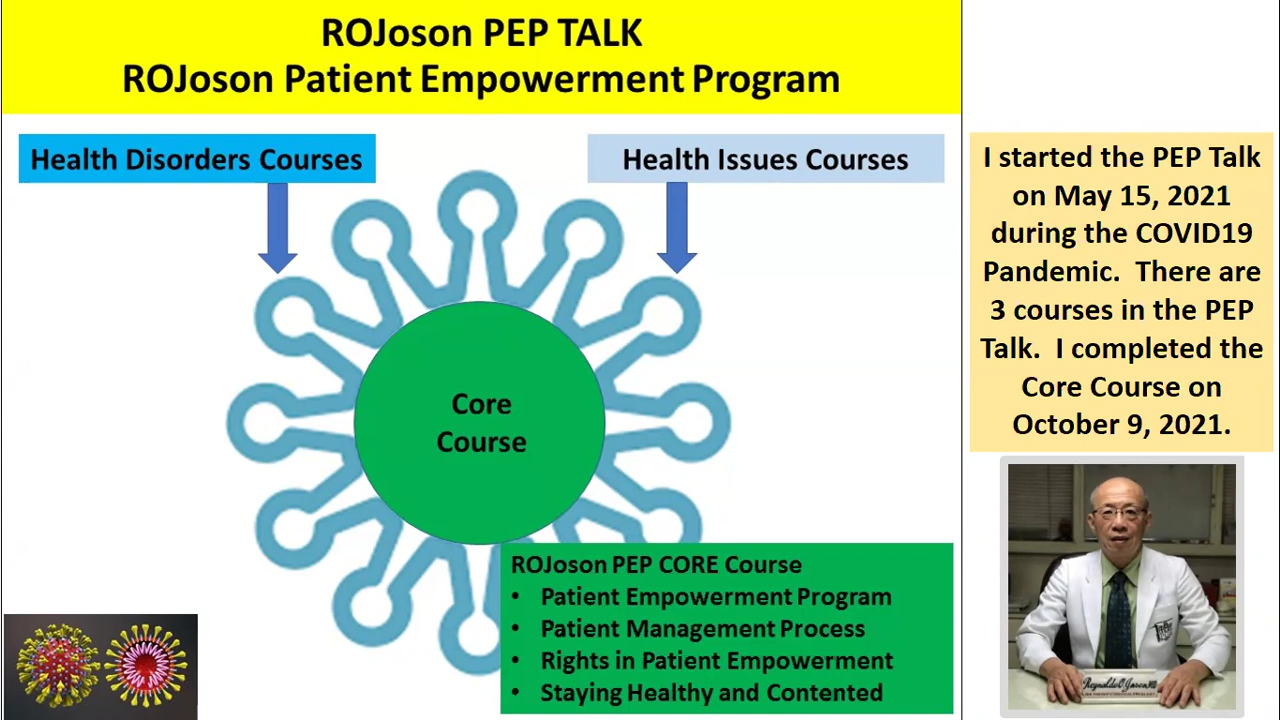 ROJoson PEP TALK
ROJoson Patient Empowerment Program
Health Disorders Courses
Health Issues Courses
Core
Course
ROJoson PEP CORE Course
• Patient Empowerment Program
• Patient Management Process
• Rights in Patient Empowerment
• Staying Healthy and Contented
I started the PEP Talk
on May 15, 2021
during the COVID19
Pandemic. There are
3 courses in the PEP
Talk. I completed the
Core Course on
October 9, 2021.
Reynaldo O. Joson, MD